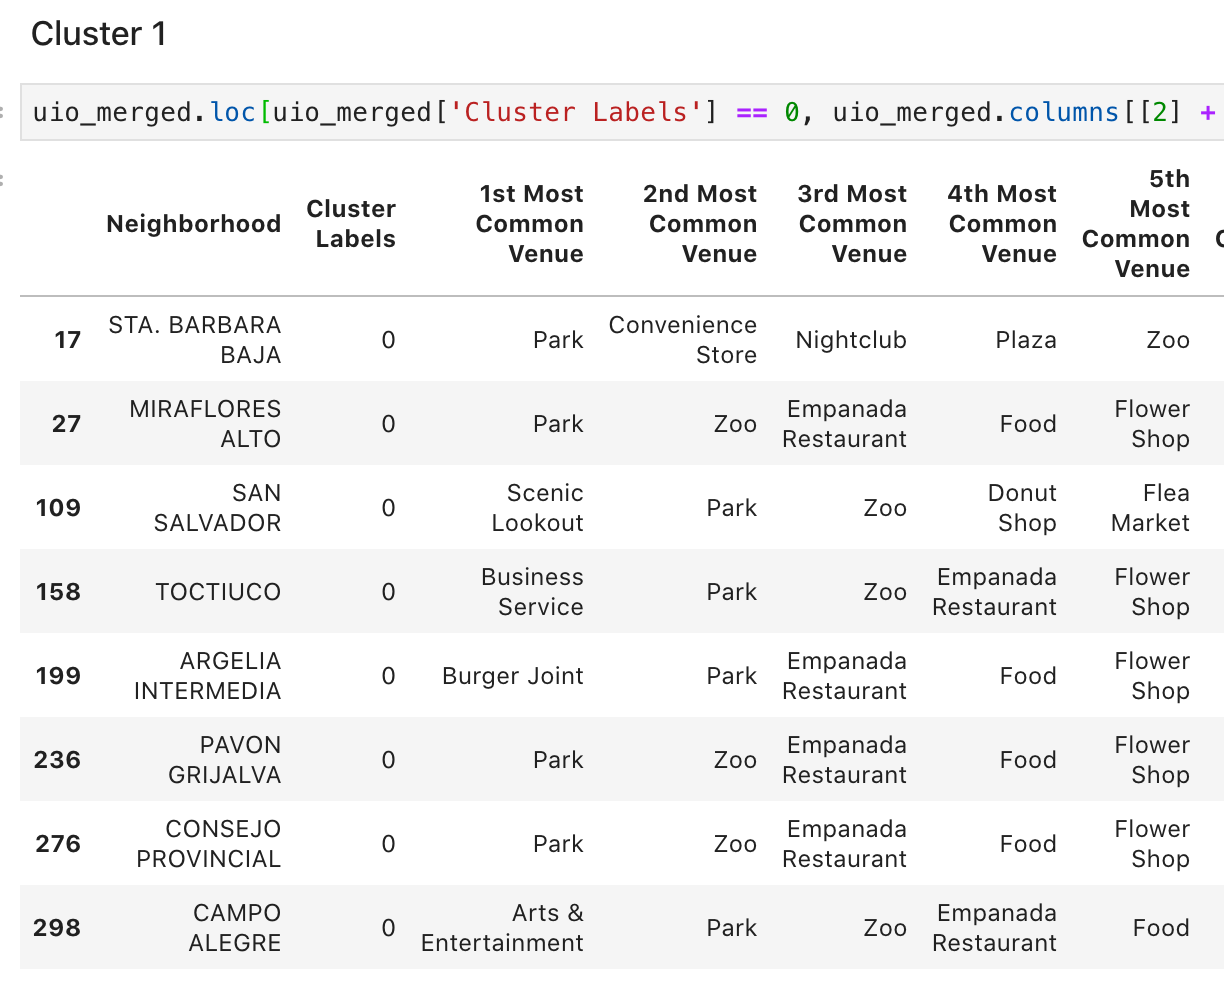 Cluster 1
uio_merged.loc[uio_merged['Cluster Labels'] == 0, uio_merged.columns[[2] +
Neighborhood Cluster Labels 1st Most Common Venue 2nd Most Common Venue 3rd Most Common Venue 4th Most Common Venue 5th Most Common Venue
17 STA. BARBARA BAJA 0 Park Convenience Store Nightclub Plaza Zoo
27 MIRAFLORES ALTO 0 Park Zoo Empanada Restaurant Food Flower Shop
109 SAN SALVADOR 0 Scenic Lookout Park Zoo Donut Shop Flea Market
158 TOCTIUCO 0 Business Service Park Zoo Empanada Restaurant Flower Shop
199 ARGELIA INTERMEDIA 0 Burger Joint Park Empanada Restaurant Food Flower Shop
236 PAVON GRIJALVA 0 Park Zoo Empanada Restaurant Food Flower Shop
276 CONSEJO PROVINCIAL 0 Park Zoo Empanada Restaurant Food Flower Shop
298 CAMPO ALEGRE 0 Arts & Entertainment Park Zoo Empanada Restaurant Food